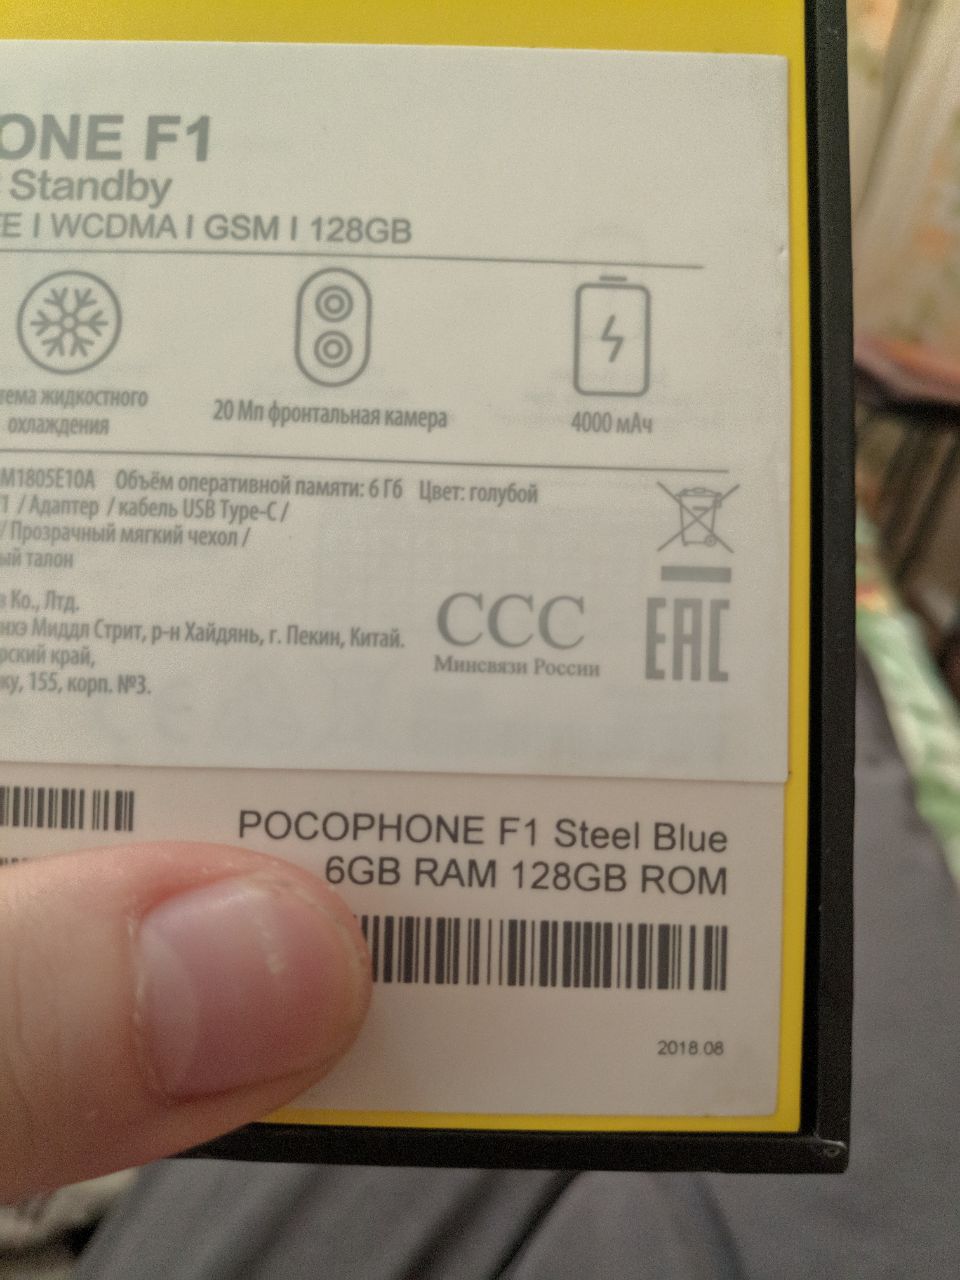 ONE F1
Standby
E | WCDMA | GSM | 128GB
тема жидкостного
охлаждения
20 Мп фронтальная камера
4000 мАч
M1805E10A Объём оперативной памяти: 6 Гб Цвет: голубой
/ Адаптер / кабель USB Type-C /
/ Прозрачный мягкий чехол /
ый талон
Ко., Лтд.
нхэ Миддл Стрит, р-н Хайдянь, г. Пекин, Китай.
рский край,
ку, 155, корп. №3.
ССС
Минсвязи России
EAC
POCOPHONE F1 Steel Blue
6GB RAM 128GB ROM
2018.08